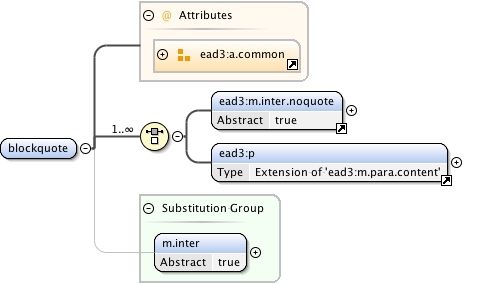 @ Attributes
ead3:a.common
ead3:m.inter.noquote
Abstract true
1..∞
blockquote
ead3:p
Type Extension of 'ead3:m.para.content'
Substitution Group
m.inter
Abstract true